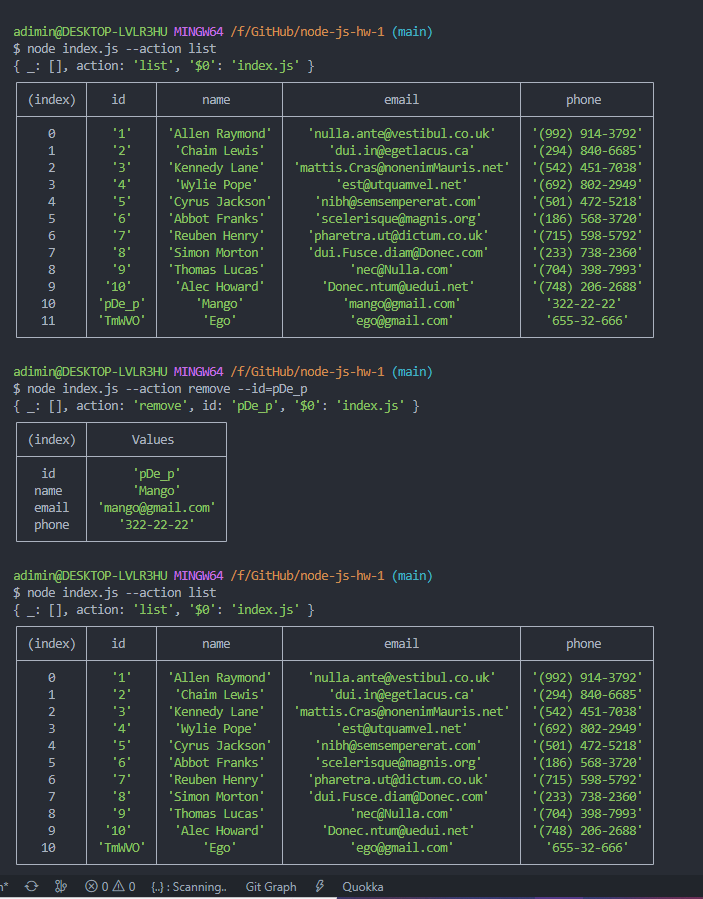 adimin@DESKTOP-LVLR3HU MINGW64 /f/GitHub/node-js-hw-1 (main)
$ node index.js --action list
{ _: [], action: 'list', '$0': 'index.js' }
(index) id name email phone
0 '1' 'Allen Raymond' 'nulla.ante@vestibul.co.uk' '(992) 914-3792'
1 '2' 'Chaim Lewis' 'dui.in@egetlacus.ca' '(294) 840-6685'
2 '3' 'Kennedy Lane' 'mattis.Cras@nonenimMauris.net' '(542) 451-7038'
3 '4' 'Wylie Pope' 'est@utquamvel.net' '(692) 802-2949'
4 '5' 'Cyrus Jackson' 'nibh@semsempererat.com' '(501) 472-5218'
5 '6' 'Abbot Franks' 'scelerisque@magnis.org' '(186) 568-3720'
6 '7' 'Reuben Henry' 'pharetra.ut@dictum.co.uk' '(715) 598-5792'
7 '8' 'Simon Morton' 'dui.Fusce.diam@Donec.com' '(233) 738-2360'
8 '9' 'Thomas Lucas' 'nec@Nulla.com' '(704) 398-7993'
9 '10' 'Alec Howard' 'Donec.ntum@uedui.net' '(748) 206-2688'
10 'pDe_p' 'Mango' 'mango@gmail.com' '322-22-22'
11 'TmWVO' 'Ego' 'ego@gmail.com' '655-32-666'
adimin@DESKTOP-LVLR3HU MINGW64 /f/GitHub/node-js-hw-1 (main)
$ node index.js --action remove --id=pDe_p
{ _: [], action: 'remove', id: 'pDe_p', '$0': 'index.js' }
(index) Values
id 'pDe_p'
name 'Mango'
email 'mango@gmail.com'
phone '322-22-22'
adimin@DESKTOP-LVLR3HU MINGW64 /f/GitHub/node-js-hw-1 (main)
$ node index.js --action list
{ _: [], action: 'list', '$0': 'index.js' }
(index) id name email phone
0 '1' 'Allen Raymond' 'nulla.ante@vestibul.co.uk' '(992) 914-3792'
1 '2' 'Chaim Lewis' 'dui.in@egetlacus.ca' '(294) 840-6685'
2 '3' 'Kennedy Lane' 'mattis.Cras@nonenimMauris.net' '(542) 451-7038'
3 '4' 'Wylie Pope' 'est@utquamvel.net' '(692) 802-2949'
4 '5' 'Cyrus Jackson' 'nibh@semsempererat.com' '(501) 472-5218'
5 '6' 'Abbot Franks' 'scelerisque@magnis.org' '(186) 568-3720'
6 '7' 'Reuben Henry' 'pharetra.ut@dictum.co.uk' '(715) 598-5792'
7 '8' 'Simon Morton' 'dui.Fusce.diam@Donec.com' '(233) 738-2360'
8 '9' 'Thomas Lucas' 'nec@Nulla.com' '(704) 398-7993'
9 '10' 'Alec Howard' 'Donec.ntum@uedui.net' '(748) 206-2688'
10 'TmWVO' 'Ego' 'ego@gmail.com' '655-32-666'
0 0 {..} : Scanning.. Git Graph Quokka